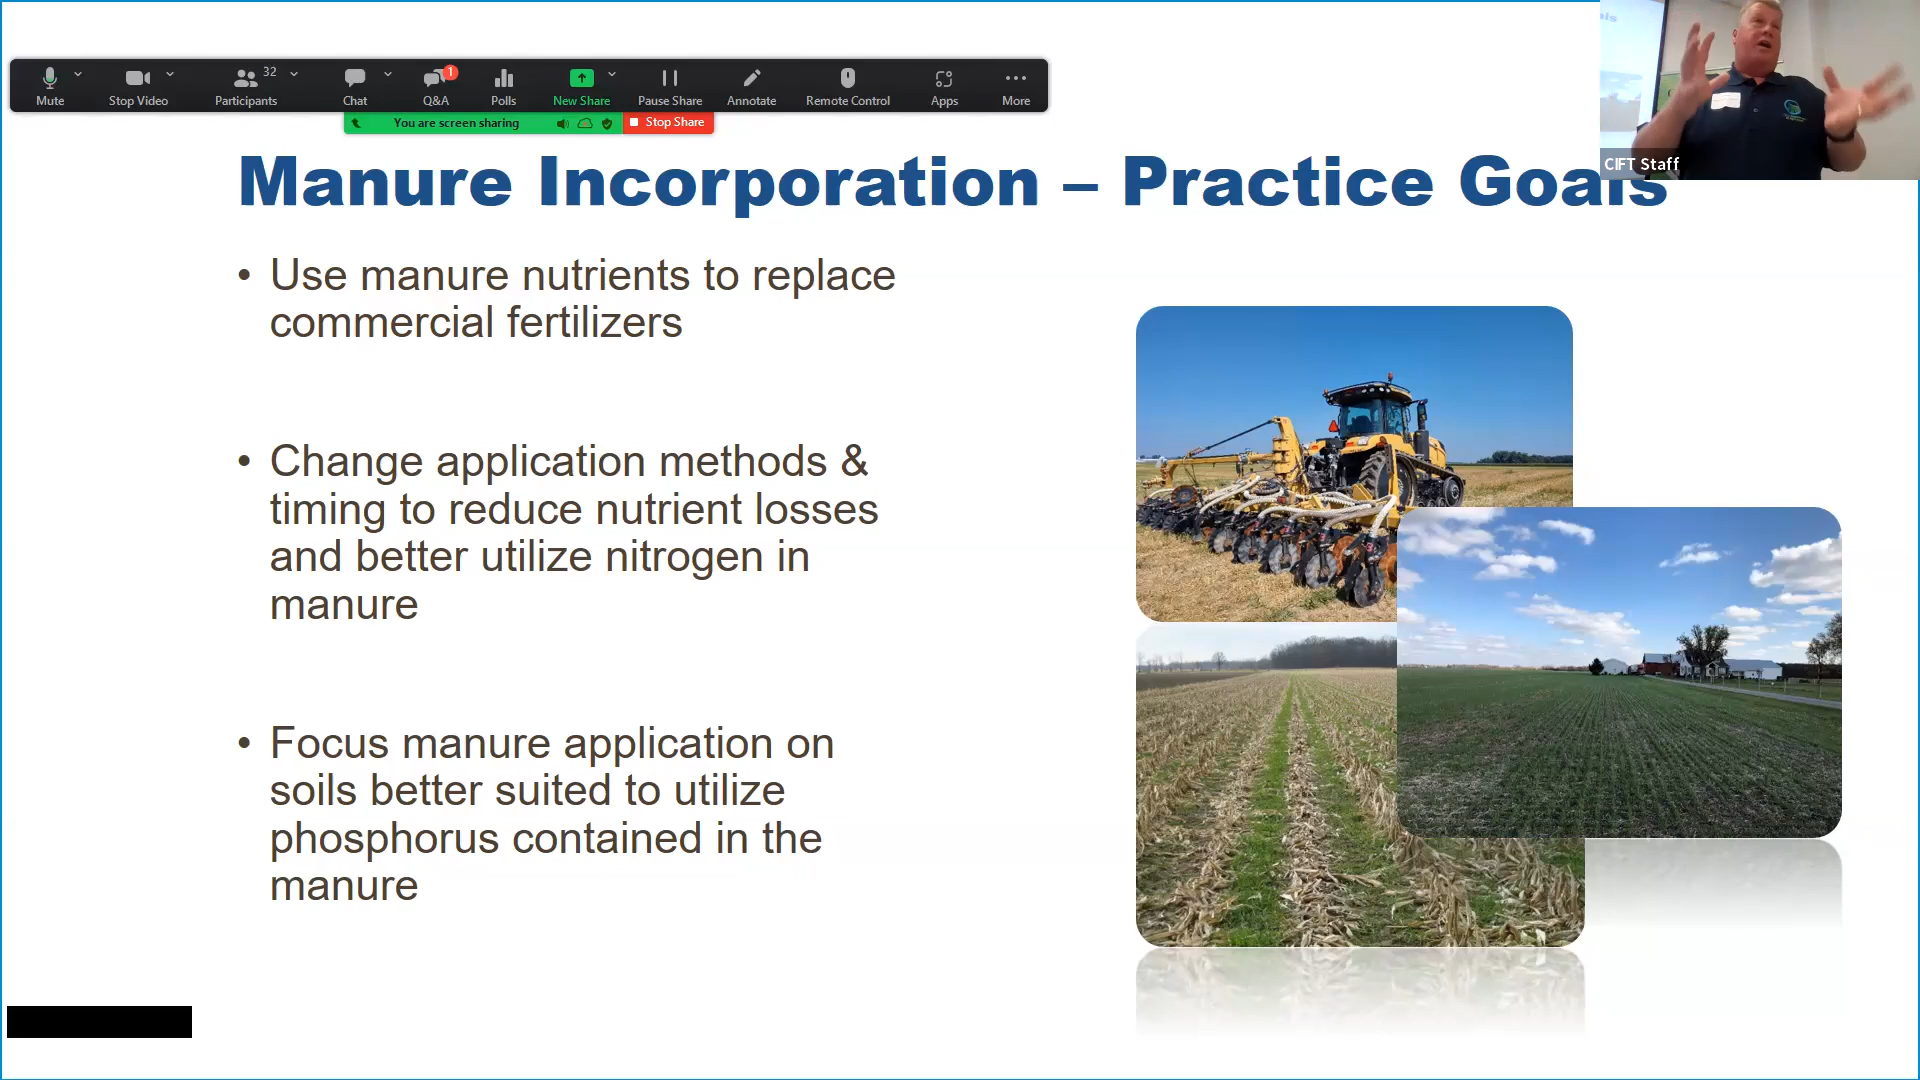 Mute
Stop Video
32
Participants
Chat
1
Q&A
Polls
New Share
Pause Share
Annotate
Remote Control
Apps
More
You are screen sharing
Stop Share
CIFT Staff
Manure Incorporation – Practice Goals
• Use manure nutrients to replace
commercial fertilizers
• Change application methods &
timing to reduce nutrient losses
and better utilize nitrogen in
manure
• Focus manure application on
soils better suited to utilize
phosphorus contained in the
manure